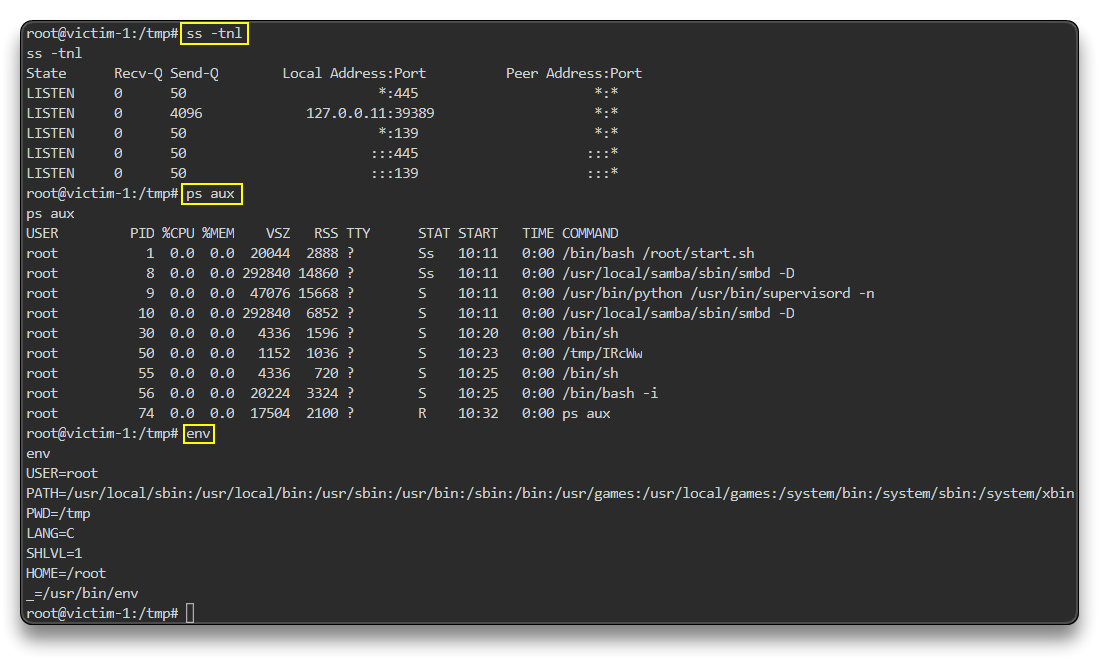 root@victim-1:/tmp# ss -tnl
ss -tnl
State      Recv-Q Send-Q        Local Address:Port          Peer Address:Port
LISTEN     0      50                        *:445                      *:*
LISTEN     0      4096             127.0.0.11:39389                    *:*
LISTEN     0      50                        *:139                      *:*
LISTEN     0      50                       :::445                     :::*
LISTEN     0      50                       :::139                     :::*
root@victim-1:/tmp# ps aux
ps aux
USER         PID %CPU %MEM    VSZ   RSS TTY      STAT START   TIME COMMAND
root           1  0.0  0.0  20044  2888 ?        Ss   10:11   0:00 /bin/bash /root/start.sh
root           8  0.0  0.0 292840 14860 ?        Ss   10:11   0:00 /usr/local/samba/sbin/smbd -D
root           9  0.0  0.0  47076 15668 ?        S    10:11   0:00 /usr/bin/python /usr/bin/supervisord -n
root          10  0.0  0.0 292840  6852 ?        S    10:11   0:00 /usr/local/samba/sbin/smbd -D
root          30  0.0  0.0   4336  1596 ?        S    10:20   0:00 /bin/sh
root          50  0.0  0.0   1152  1036 ?        S    10:23   0:00 /tmp/IRcWw
root          55  0.0  0.0   4336   720 ?        S    10:25   0:00 /bin/sh
root          56  0.0  0.0  20224  3324 ?        S    10:25   0:00 /bin/bash -i
root          74  0.0  0.0  17504  2100 ?        R    10:32   0:00 ps aux
root@victim-1:/tmp# env
env
USER=root
PATH=/usr/local/sbin:/usr/local/bin:/usr/sbin:/usr/bin:/sbin:/bin:/usr/games:/usr/local/games:/system/bin:/system/sbin:/system/xbin
PWD=/tmp
LANG=C
SHLVL=1
HOME=/root
_=/usr/bin/env
root@victim-1:/tmp#